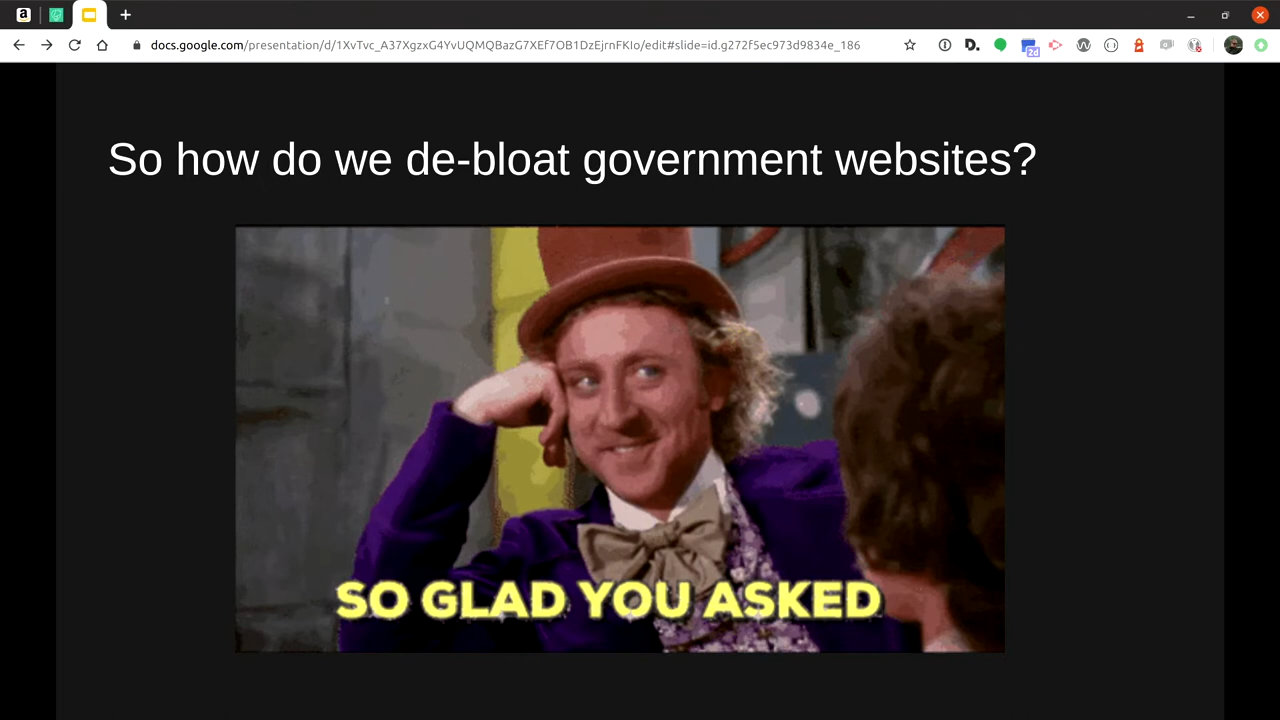 docs.google.com/presentation/d/1XvTvc_A37XgzxG4YvUQMQBazG7XEf7OB1DzEjrnFKIo/edit#slide=id.g272f5ec973d9834e_186
2d
So how do we de-bloat government websites?
SO GLAD YOU ASKED